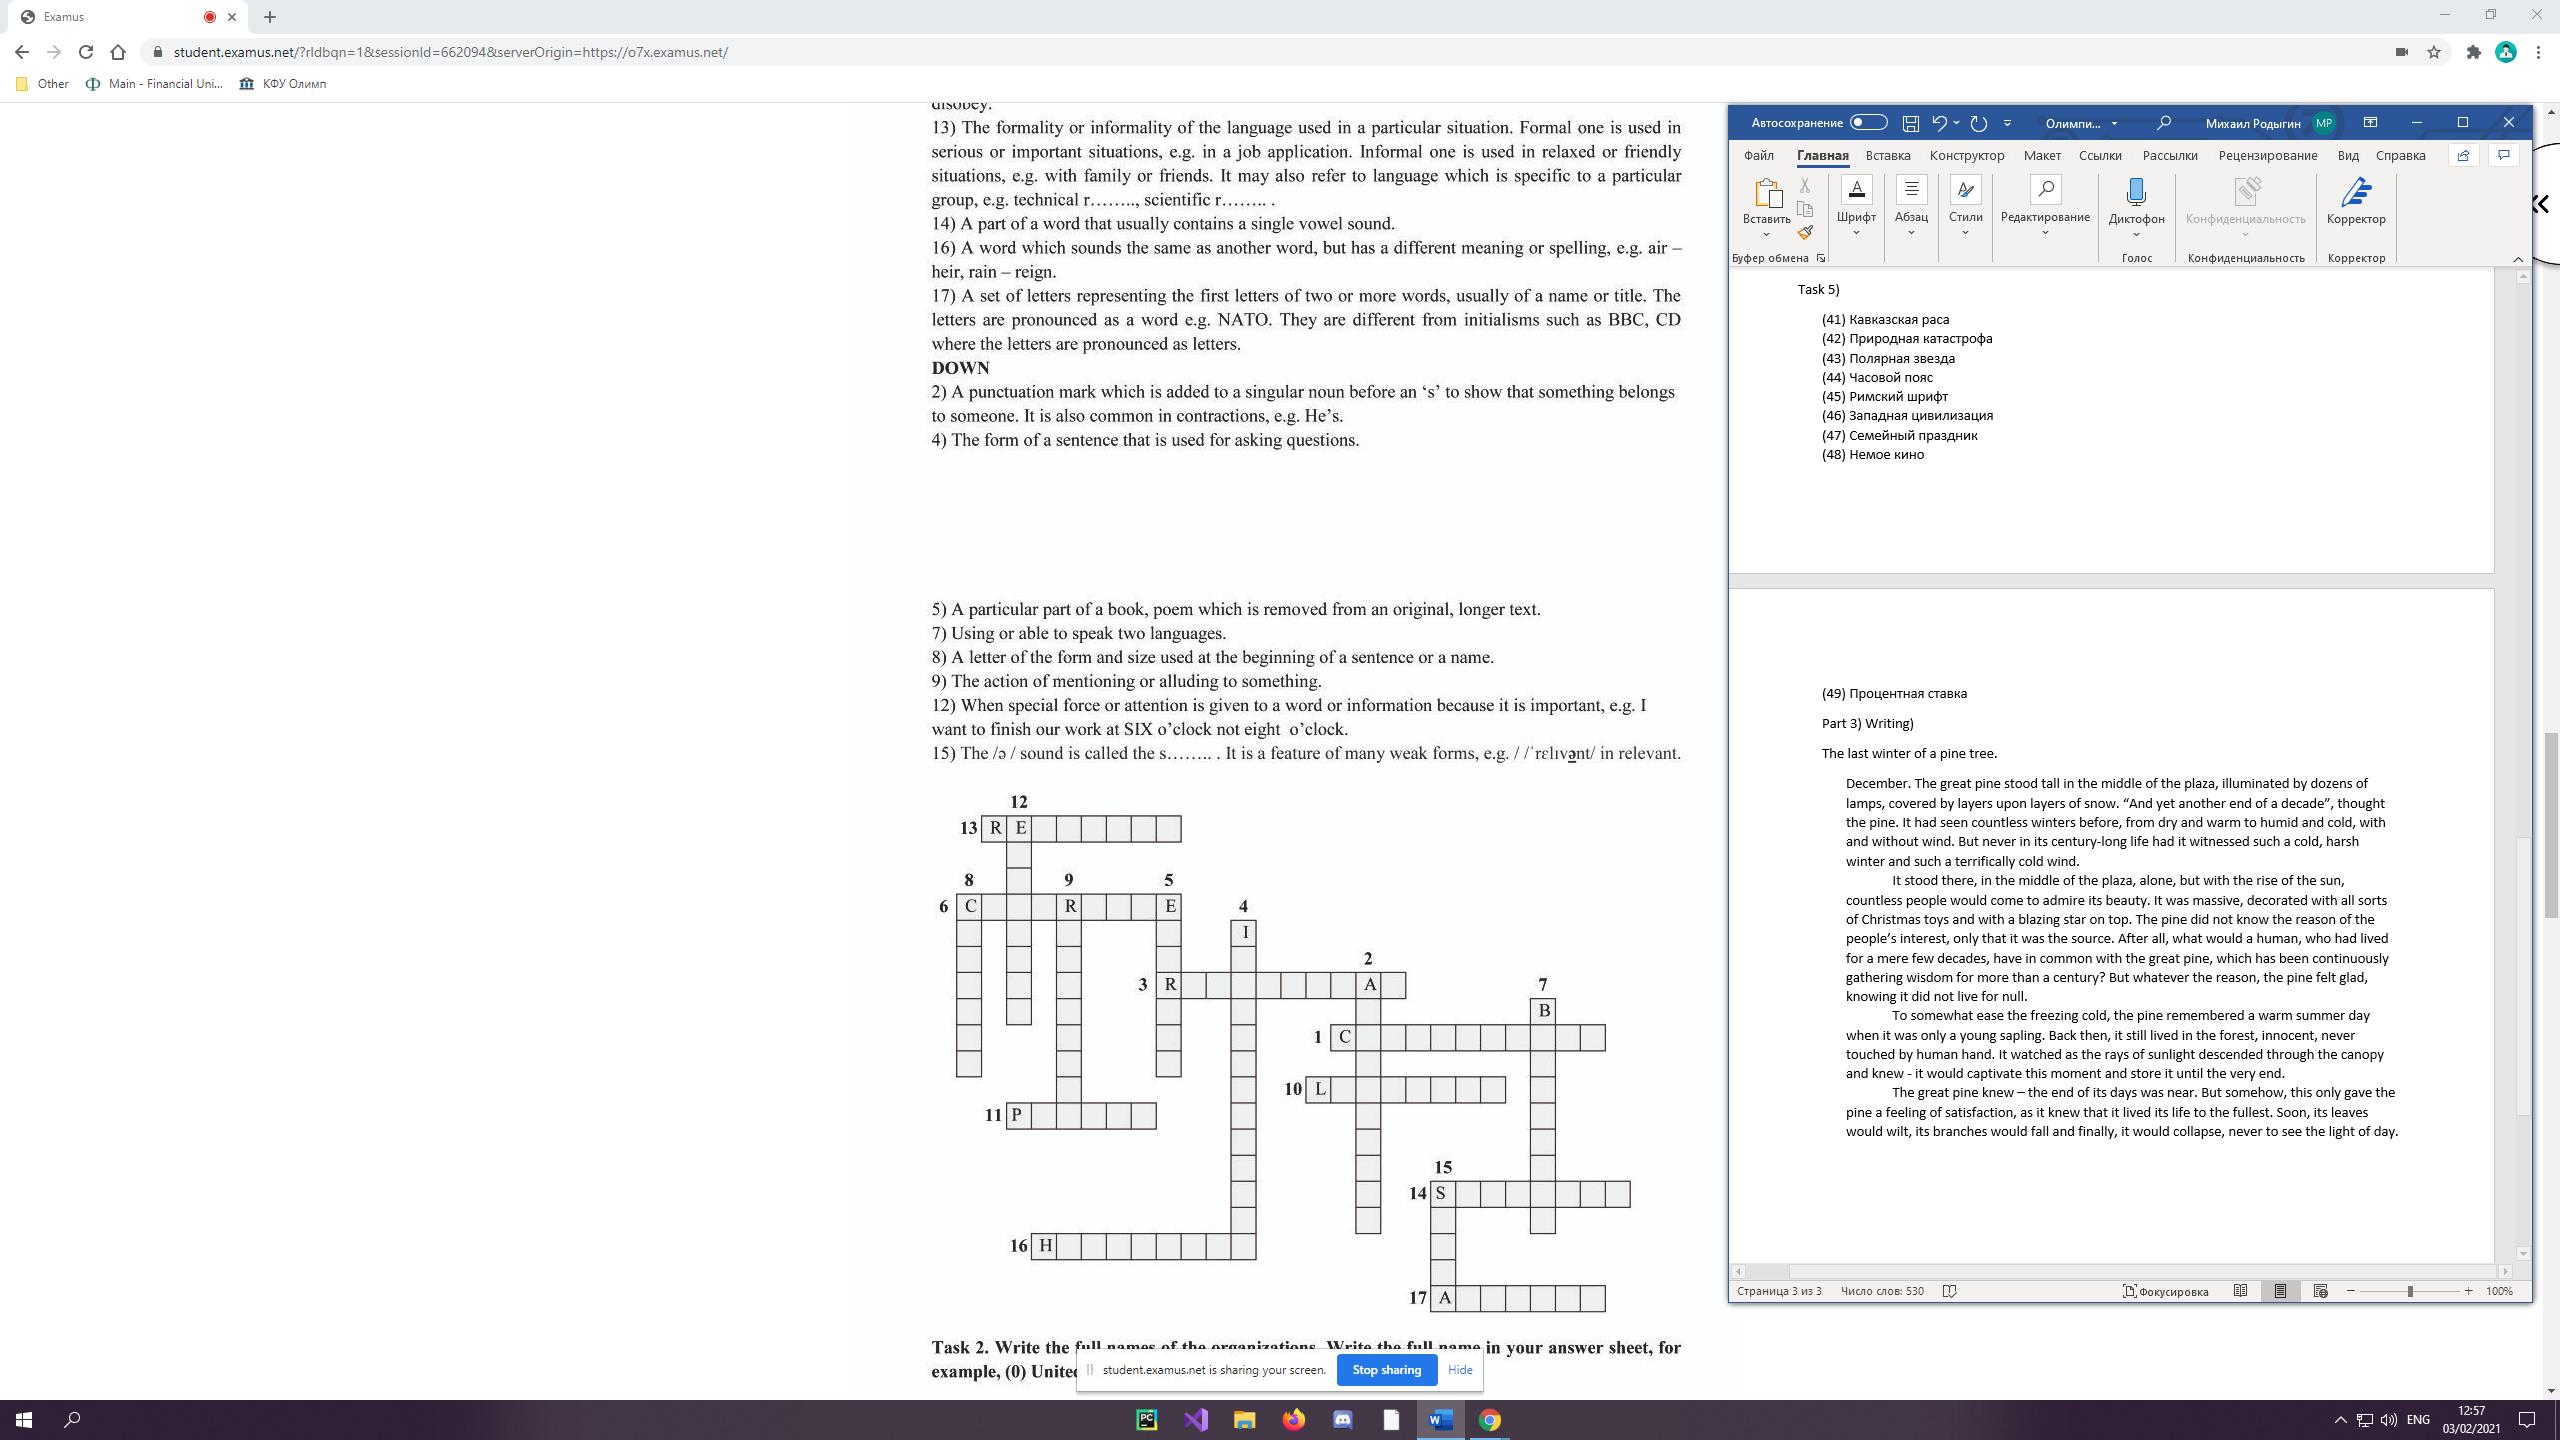 Examus
student.examus.net/?rldbqn=1&sessionId=662094&serverOrigin=https://o7x.examus.net/
Other
Main - Financial Uni...
КФУ Олимп
disobey.
13) The formality or informality of the language used in a particular situation. Formal one is used in
serious or important situations, e.g. in a job application. Informal one is used in relaxed or friendly
situations, e.g. with family or friends. It may also refer to language which is specific to a particular
group, e.g. technical r…….., scientific r…….. .
14) A part of a word that usually contains a single vowel sound.
16) A word which sounds the same as another word, but has a different meaning or spelling, e.g. air –
heir, rain – reign.
17) A set of letters representing the first letters of two or more words, usually of a name or title. The
letters are pronounced as a word e.g. NATO. They are different from initialisms such as BBC, CD
where the letters are pronounced as letters.
DOWN
2) A punctuation mark which is added to a singular noun before an ‘s’ to show that something belongs
to someone. It is also common in contractions, e.g. He’s.
4) The form of a sentence that is used for asking questions.
5) A particular part of a book, poem which is removed from an original, longer text.
7) Using or able to speak two languages.
8) A letter of the form and size used at the beginning of a sentence or a name.
9) The action of mentioning or alluding to something.
12) When special force or attention is given to a word or information because it is important, e.g. I
want to finish our work at SIX o’clock not eight o’clock.
15) The /ə / sound is called the s…….. . It is a feature of many weak forms, e.g. / /ˈrɛlɪvənt/ in relevant.
12
13 R E
8 9 5
6 C R E 4
I
2
3 R A 7
B
1 C
10 L
11 P
15
14 S
16 H
17 A
Task 2. Write the full names of the organizations. Write the full name in your answer sheet, for
example, (0) United
student.examus.net is sharing your screen.
Stop sharing
Hide
Автосохранение
Олимпи...
Михаил Родыгин
МР
Файл
Главная
Вставка
Конструктор
Макет
Ссылки
Рассылки
Рецензирование
Вид
Справка
Вставить
Шрифт
Абзац
Стили
Редактирование
Диктофон
Конфиденциальность
Корректор
Буфер обмена
Голос
Конфиденциальность
Корректор
Task 5)
(41) Кавказская раса
(42) Природная катастрофа
(43) Полярная звезда
(44) Часовой пояс
(45) Римский шрифт
(46) Западная цивилизация
(47) Семейный праздник
(48) Немое кино
(49) Процентная ставка
Part 3) Writing)
The last winter of a pine tree.
December. The great pine stood tall in the middle of the plaza, illuminated by dozens of
lamps, covered by layers upon layers of snow. “And yet another end of a decade”, thought
the pine. It had seen countless winters before, from dry and warm to humid and cold, with
and without wind. But never in its century-long life had it witnessed such a cold, harsh
winter and such a terrifically cold wind.
It stood there, in the middle of the plaza, alone, but with the rise of the sun,
countless people would come to admire its beauty. It was massive, decorated with all sorts
of Christmas toys and with a blazing star on top. The pine did not know the reason of the
people’s interest, only that it was the source. After all, what would a human, who had lived
for a mere few decades, have in common with the great pine, which has been continuously
gathering wisdom for more than a century? But whatever the reason, the pine felt glad,
knowing it did not live for null.
To somewhat ease the freezing cold, the pine remembered a warm summer day
when it was only a young sapling. Back then, it still lived in the forest, innocent, never
touched by human hand. It watched as the rays of sunlight descended through the canopy
and knew - it would captivate this moment and store it until the very end.
The great pine knew – the end of its days was near. But somehow, this only gave the
pine a feeling of satisfaction, as it knew that it lived its life to the fullest. Soon, its leaves
would wilt, its branches would fall and finally, it would collapse, never to see the light of day.
Страница 3 из 3
Число слов: 530
Фокусировка
100%
ENG
12:57
03/02/2021